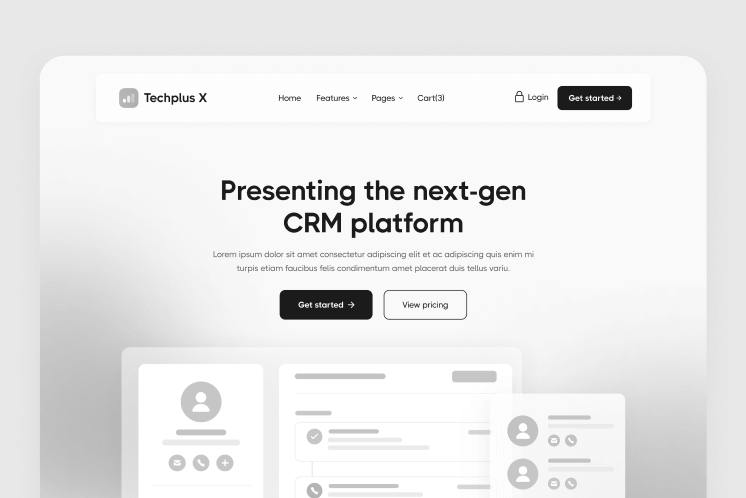 Techplus X
Home Features Pages Cart(3)
Login Get started →
Presenting the next-gen
CRM platform
Lorem ipsum dolor sit amet consectetur adipiscing elit et ac adipiscing quis enim mi
turpis etiam faucibus felis condimentum amet placerat duis tellus variu.
Get started → View pricing